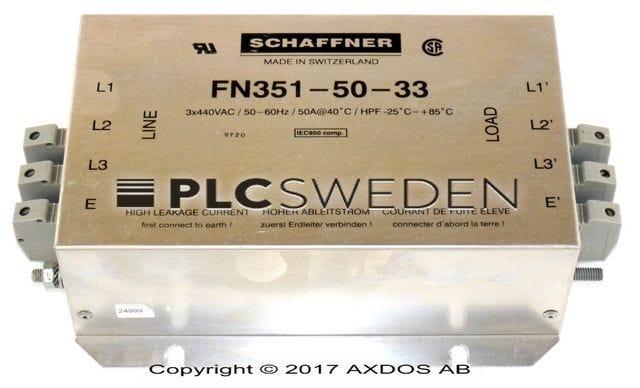 SCHAFFNER
MADE IN SWITZERLAND
FN351-50-33
3x440VAC / 50-60Hz / 50A@40°C / HPF -25°C-+85°C
9720
IEC950 comp.
L1
L2
L3
E
LINE
LOAD
L1'
L2'
L3'
E'
PLCSWEDEN
HIGH LEAKAGE CURRENT HOHER ABLEITSTROM COURANT DE FUITE ELEVE
first connect to earth ! zuerst Erdleiter verbinden ! connecter d'abord la terre !
24999
Copyright © 2017 AXDOS AB